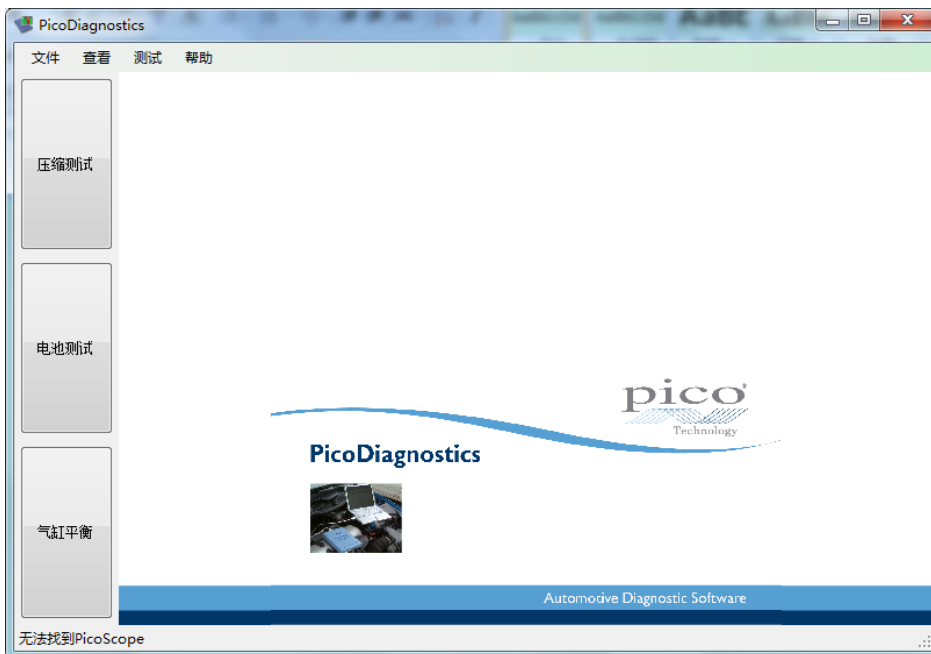 PicoDiagnostics
文件 查看 测试 帮助
压缩测试
电池测试
气缸平衡
pico
Technology
PicoDiagnostics
Automotive Diagnostic Software
无法找到PicoScope